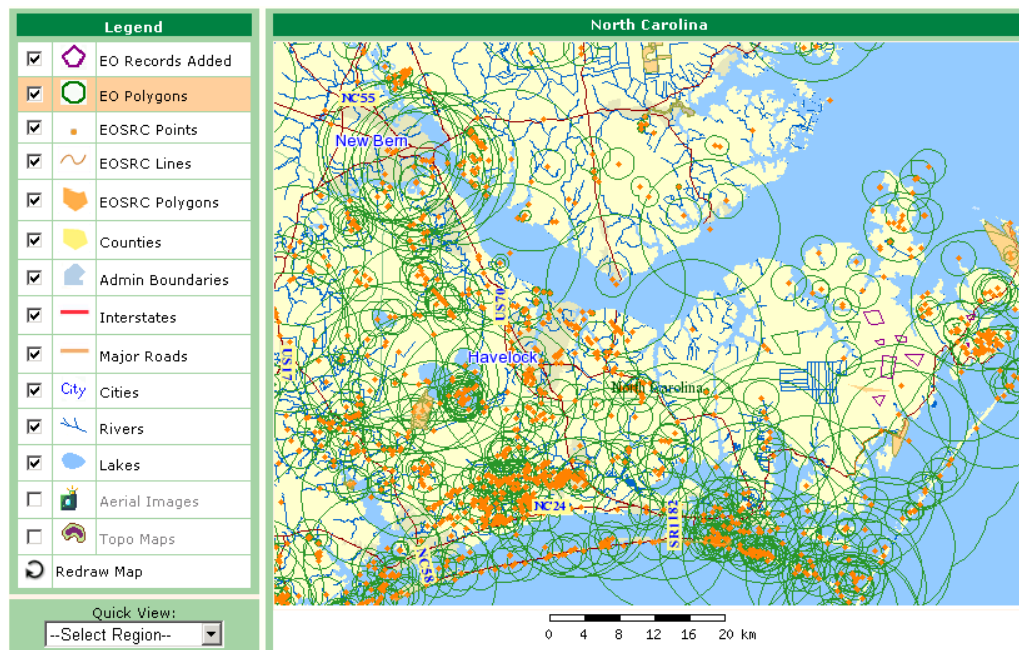 Legend
EO Records Added
EO Polygons
EOSRC Points
EOSRC Lines
EOSRC Polygons
Counties
Admin Boundaries
Interstates
Major Roads
City Cities
Rivers
Lakes
Aerial Images
Topo Maps
Redraw Map
Quick View:
--Select Region--
North Carolina
NC55
New Bern
US70
US17
Havelock
North Carolina
NC24
SR1182
NC58
0 4 8 12 16 20 km